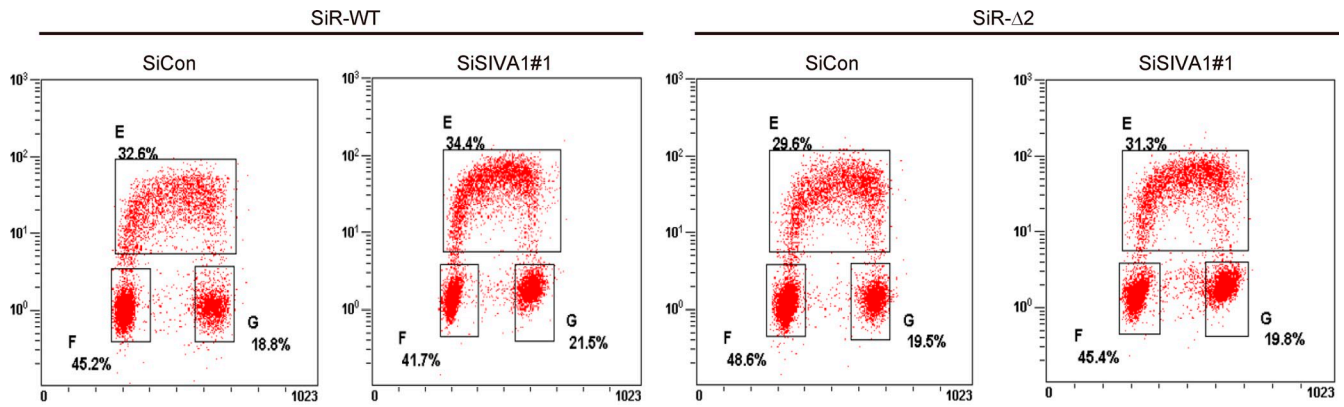 SiR-WT
SiR-Δ2
SiCon
SiSIVA1#1
SiCon
SiSIVA1#1
10³
10²
10¹
10⁰
E
32.6%
F
45.2%
G
18.8%
0
1023
10³
10²
10¹
10⁰
E
34.4%
F
41.7%
G
21.5%
0
1023
10³
10²
10¹
10⁰
E
29.6%
F
48.6%
G
19.5%
0
1023
10³
10²
10¹
10⁰
E
31.3%
F
45.4%
G
19.8%
0
1023